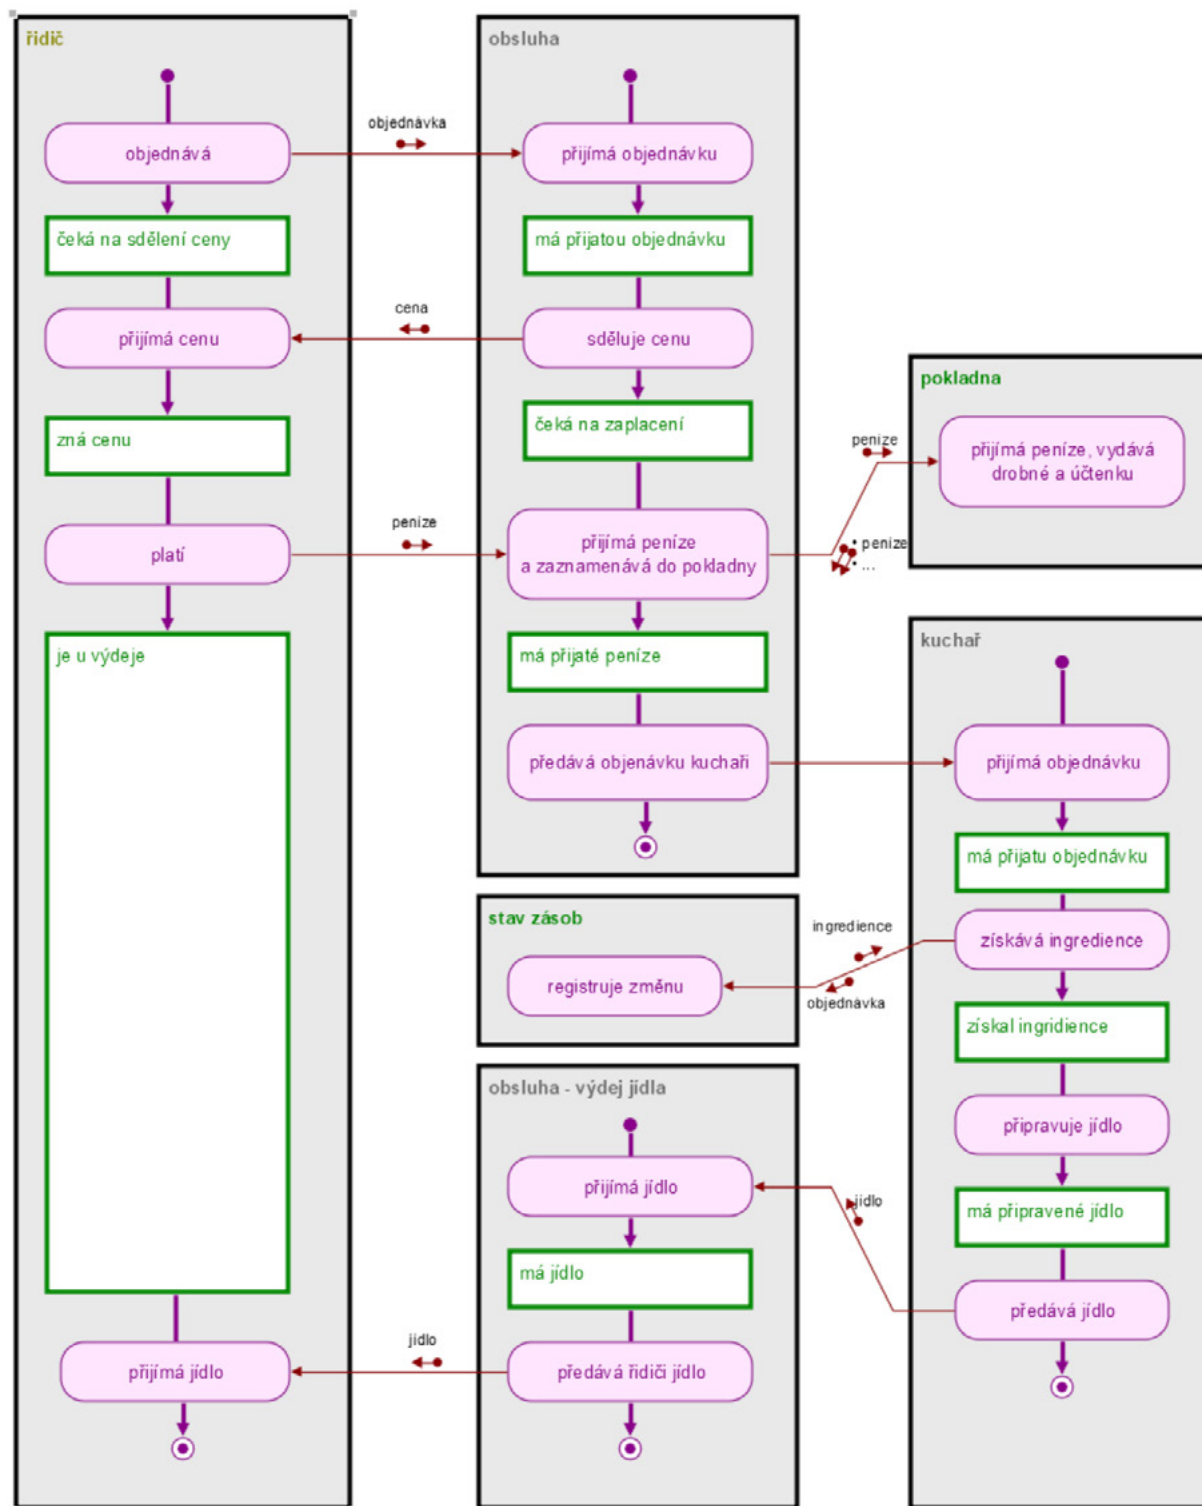 řidič
objednává
čeká na sdělení ceny
přijímá cenu
zná cenu
platí
je u výdeje
přijímá jídlo
objednávka
cena
peníze
jídlo
obsluha
přijímá objednávku
má přijatou objednávku
sděluje cenu
čeká na zaplacení
přijímá peníze
a zaznamenává do pokladny
má přijaté peníze
předává objenávku kuchaři
stav zásob
registruje změnu
obsluha - výdej jídla
přijímá jídlo
má jídlo
předává řidiči jídlo
peníze
• peníze
• ...
ingredience
objednávka
jídlo
pokladna
přijímá peníze, vydává
drobné a účtenku
kuchař
přijímá objednávku
má přijatu objednávku
získává ingredience
získal ingridience
připravuje jídlo
má připravené jídlo
předává jídlo